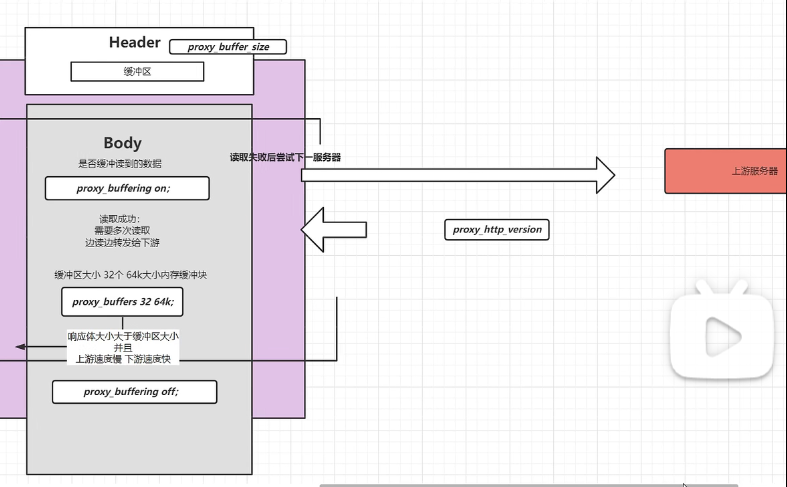 Header
proxy_buffer_size
缓冲区
Body
是否缓冲读到的数据
proxy_buffering on;
读取成功：
需要多次读取
边读边转发给下游
缓冲区大小 32个 64k大小内存缓冲块
proxy_buffers 32 64k;
响应体大小大于缓冲区大小
并且
上游速度慢 下游速度快
proxy_buffering off;
读取失败后尝试下一服务器
proxy_http_version
上游服务器